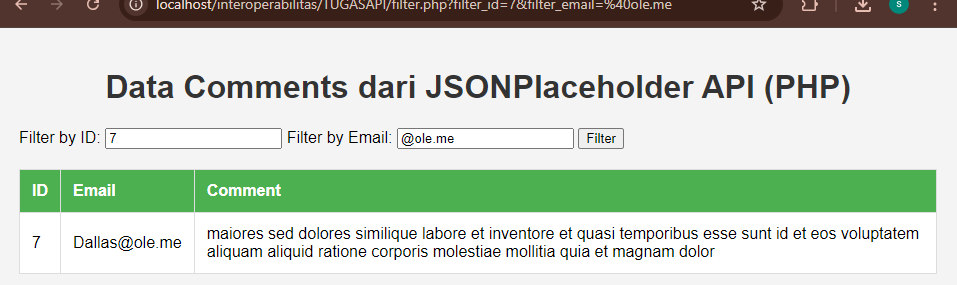 localhost/interoperabilitas/TUGASAPI/filter.php?filter_id=7&filter_email=%40ole.me
s
Data Comments dari JSONPlaceholder API (PHP)
Filter by ID: 7 Filter by Email: @ole.me Filter
ID Email Comment
7 Dallas@ole.me maiores sed dolores similique labore et inventore et quasi temporibus esse sunt id et eos voluptatem
aliquam aliquid ratione corporis molestiae mollitia quia et magnam dolor